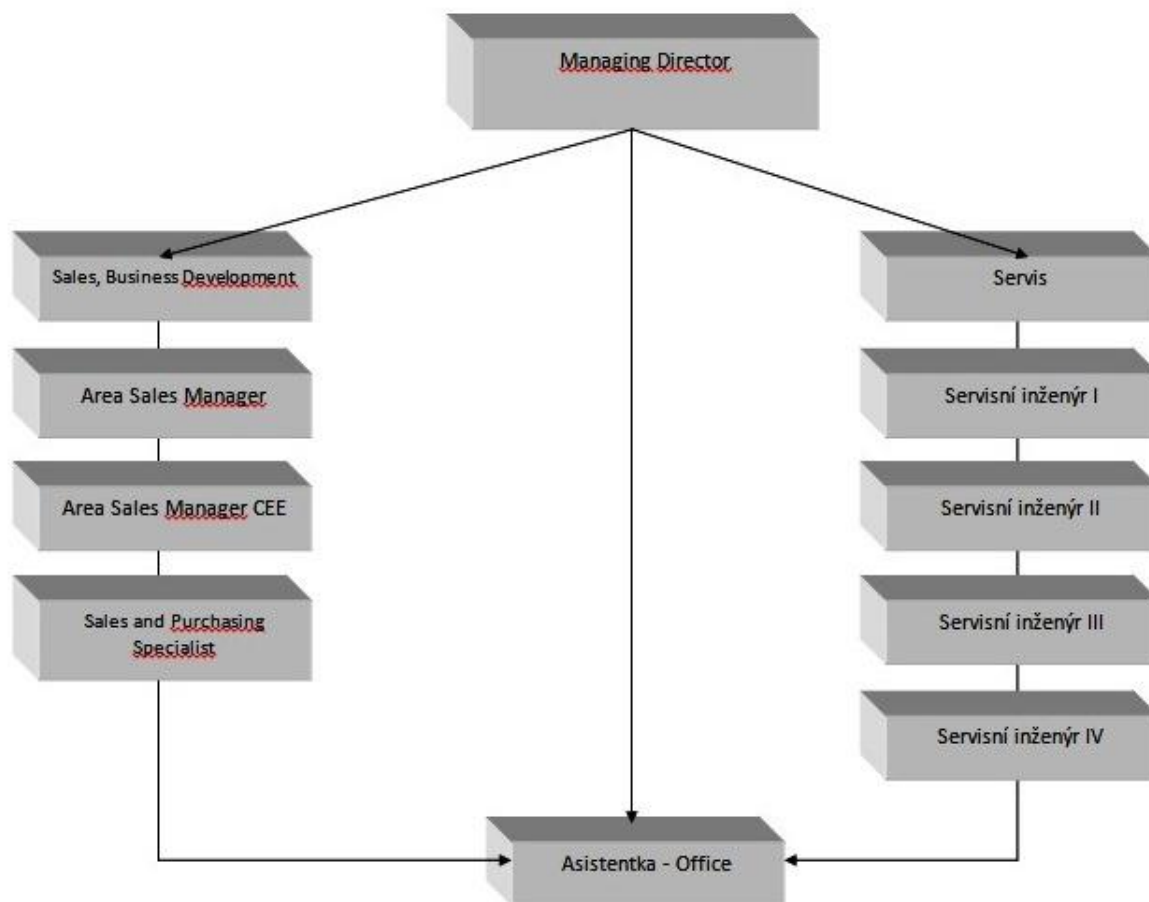 Managing Director
Sales, Business Development
Servis
Area Sales Manager
Servisní inženýr I
Area Sales Manager CEE
Servisní inženýr II
Sales and Purchasing
Specialist
Servisní inženýr III
Servisní inženýr IV
Asistentka - Office